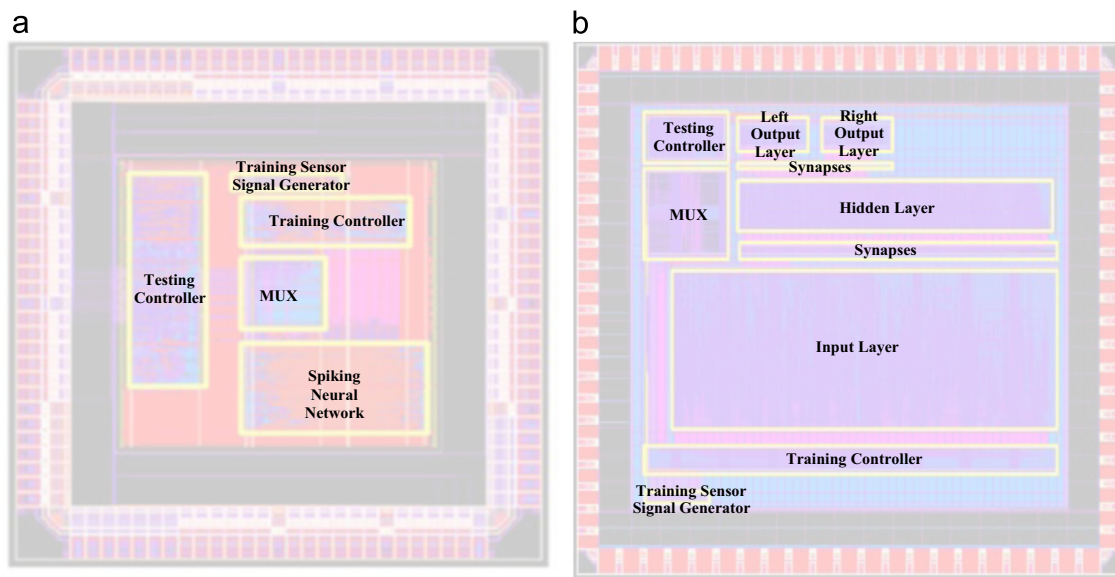 a
Training Sensor
Signal Generator
Training Controller
Testing
Controller
MUX
Spiking
Neural
Network
b
Testing
Controller
Left
Output
Layer
Right
Output
Layer
Synapses
MUX
Hidden Layer
Synapses
Input Layer
Training Controller
Training Sensor
Signal Generator